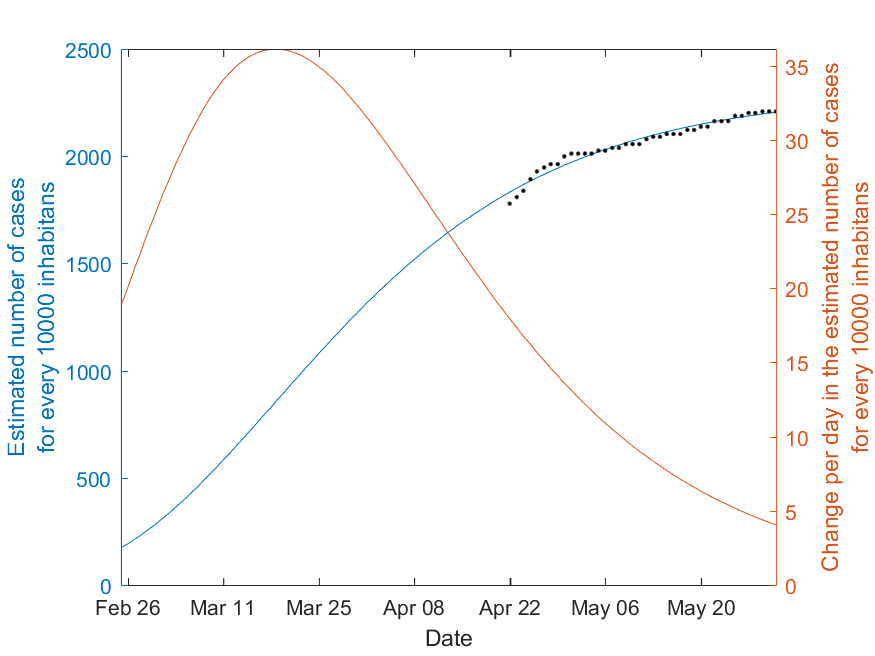 2500
2000
1500
1000
500
0
Estimated number of cases
for every 10000 inhabitans
35
30
25
20
15
10
5
0
Change per day in the estimated number of cases
for every 10000 inhabitans
Feb 26 Mar 11 Mar 25 Apr 08 Apr 22 May 06 May 20
Date